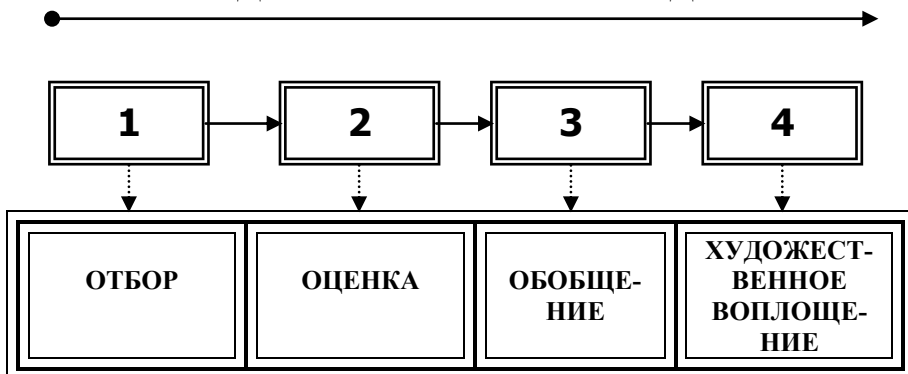 1
2
3
4
ОТБОР
ОЦЕНКА
ОБОБЩЕ-
НИЕ
ХУДОЖЕСТ-
ВЕННОЕ
ВОПЛОЩЕ-
НИЕ